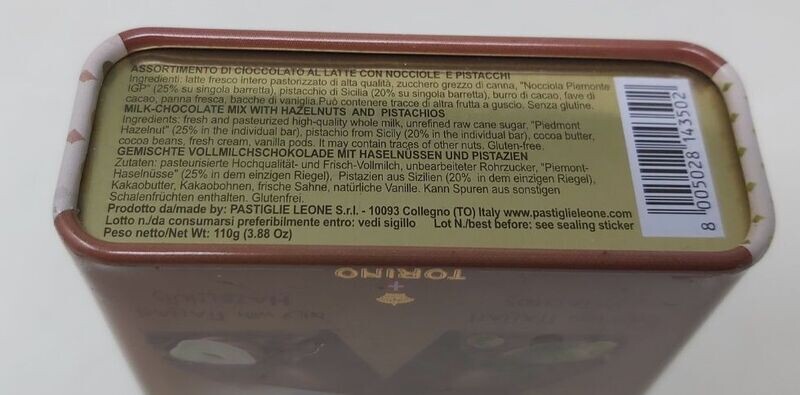 ASSORTIMENTO DI CIOCCOLATO AL LATTE CON NOCCIOLE E PISTACCHI
Ingredienti: latte fresco intero pastorizzato di alta qualità, zucchero grezzo di canna, "Nocciola Piemonte
IGP" (25% su singola barretta), pistacchio di Sicilia (20% su singola barretta), burro di cacao, fave di
cacao, panna fresca, bacche di vaniglia.Può contenere tracce di altra frutta a guscio. Senza glutine.
MILK-CHOCOLATE MIX WITH HAZELNUTS AND PISTACHIOS
Ingredients: fresh and pasteurized high-quality whole milk, unrefined raw cane sugar, "Piedmont
Hazelnut" (25% in the individual bar), pistachio from Sicily (20% in the individual bar), cocoa butter,
cocoa beans, fresh cream, vanilla pods. It may contain traces of other nuts. Gluten-free.
GEMISCHTE VOLLMILCHSCHOKOLADE MIT HASELNÜSSEN UND PISTAZIEN
Zutaten: pasteurisierte Hochqualität- und Frisch-Vollmilch, unbearbeiteter Rohrzucker, "Piemont-
Haselnüsse" (25% in dem einzigen Riegel), Pistazien aus Sizilien (20% in dem einzigen Riegel),
Kakaobutter, Kakaobohnen, frische Sahne, natürliche Vanille. Kann Spuren aus sonstigen
Schalenfrüchten enthalten. Glutenfrei.
Prodotto da/made by: PASTIGLIE LEONE S.r.l. - 10093 Collegno (TO) Italy www.pastiglieleone.com
Lotto n./da consumarsi preferibilmente entro: vedi sigillo Lot N./best before: see sealing sticker
Peso netto/Net Wt: 110g (3.88 Oz)
8 005028 143502
TORINO